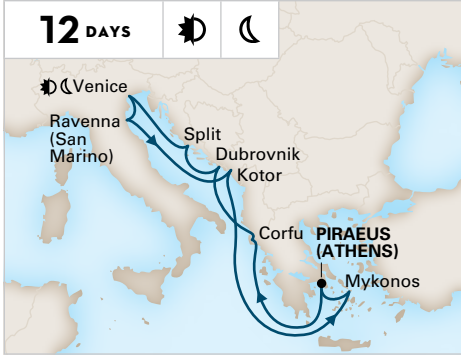 12 DAYS
Venice
Ravenna
(San
Marino)
Split
Dubrovnik
Kotor
Corfu
PIRAEUS
(ATHENS)
Mykonos